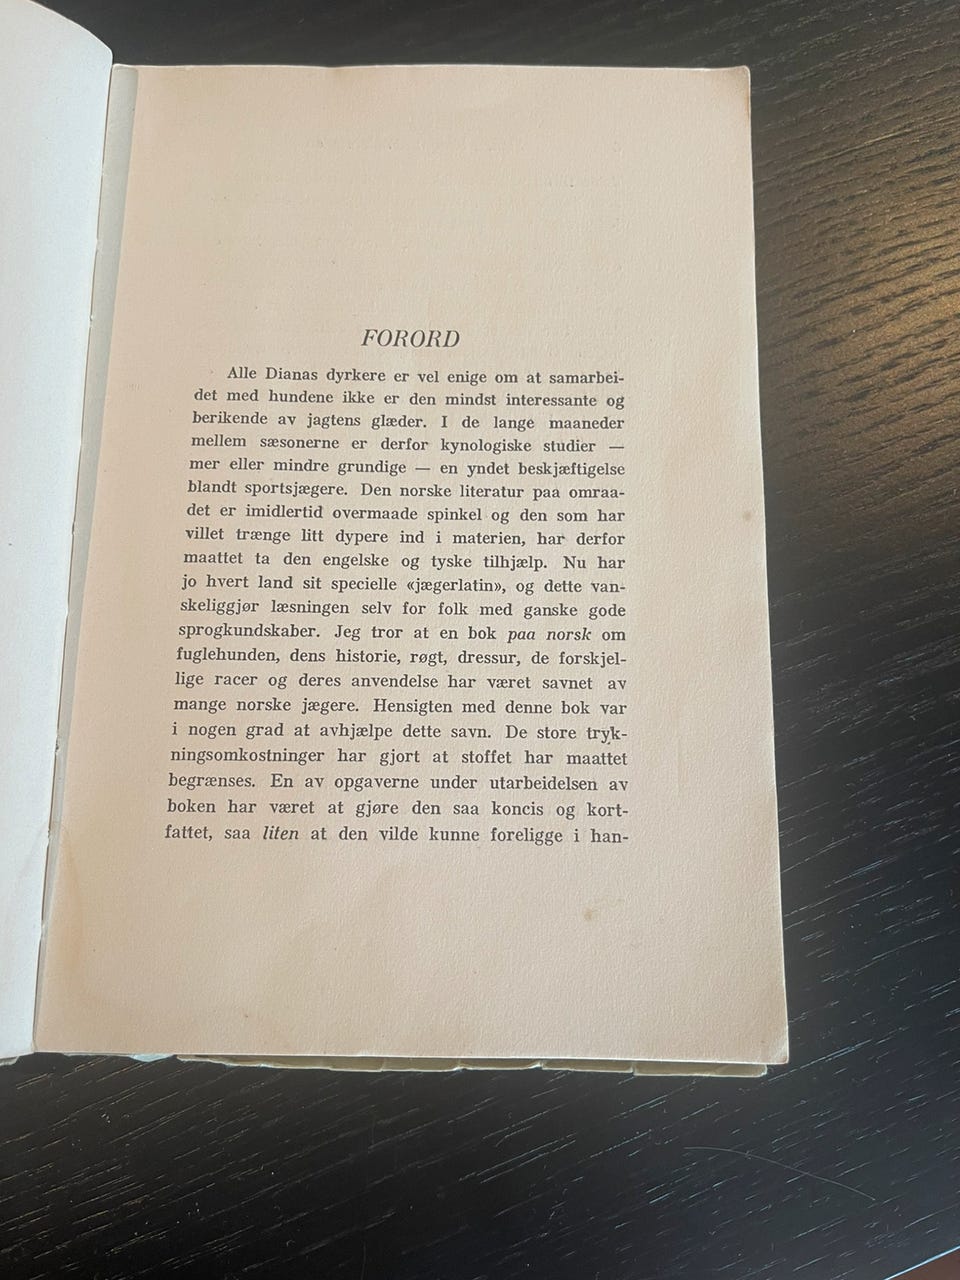 FORORD
Alle Dianas dyrkere er vel enige om at samarbei-
det med hundene ikke er den mindst interessante og
berikende av jagtens glæder. I de lange maaneder
mellem sæsonerne er derfor kynologiske studier —
mer eller mindre grundige — en yndet beskjæftigelse
blandt sportsjægere. Den norske literatur paa omraa-
det er imidlertid overmaade spinkel og den som har
villet trænge litt dypere ind i materien, har derfor
maattet ta den engelske og tyske tilhjælp. Nu har
jo hvert land sit specielle «jægerlatin», og dette van-
skeliggjør læsningen selv for folk med ganske gode
sprogkundskaber. Jeg tror at en bok paa norsk om
fuglehunden, dens historie, røgt, dressur, de forskjel-
lige racer og deres anvendelse har været savnet av
mange norske jægere. Hensigten med denne bok var
i nogen grad at avhjælpe dette savn. De store tryk-
ningsomkostninger har gjort at stoffet har maattet
begrænses. En av opgaverne under utarbeidelsen av
boken har været at gjøre den saa koncis og kort-
fattet, saa liten at den vilde kunne foreligge i han-